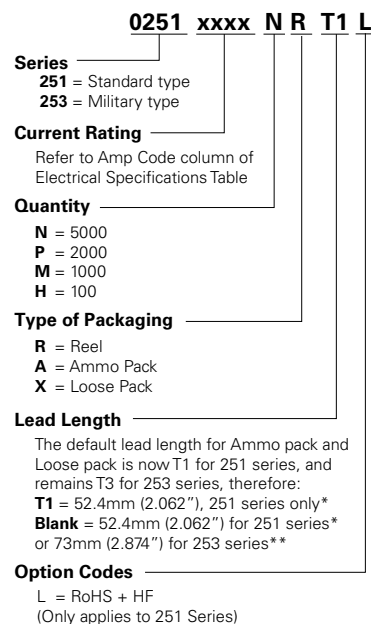 0251 xxxx N R T1 L
Series
251 = Standard type
253 = Military type
Current Rating
Refer to Amp Code column of
Electrical Specifications Table
Quantity
N = 5000
P = 2000
M = 1000
H = 100
Type of Packaging
R = Reel
A = Ammo Pack
X = Loose Pack
Lead Length
The default lead length for Ammo pack and
Loose pack is now T1 for 251 series, and
remains T3 for 253 series, therefore:
T1 = 52.4mm (2.062”), 251 series only*
Blank = 52.4mm (2.062”) for 251 series*
or 73mm (2.874”) for 253 series**
Option Codes
L = RoHS + HF
(Only applies to 251 Series)